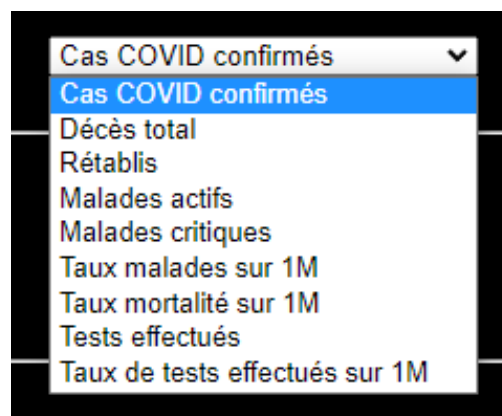 Cas COVID confirmés
Cas COVID confirmés
Décès total
Rétablis
Malades actifs
Malades critiques
Taux malades sur 1M
Taux mortalité sur 1M
Tests effectués
Taux de tests effectués sur 1M